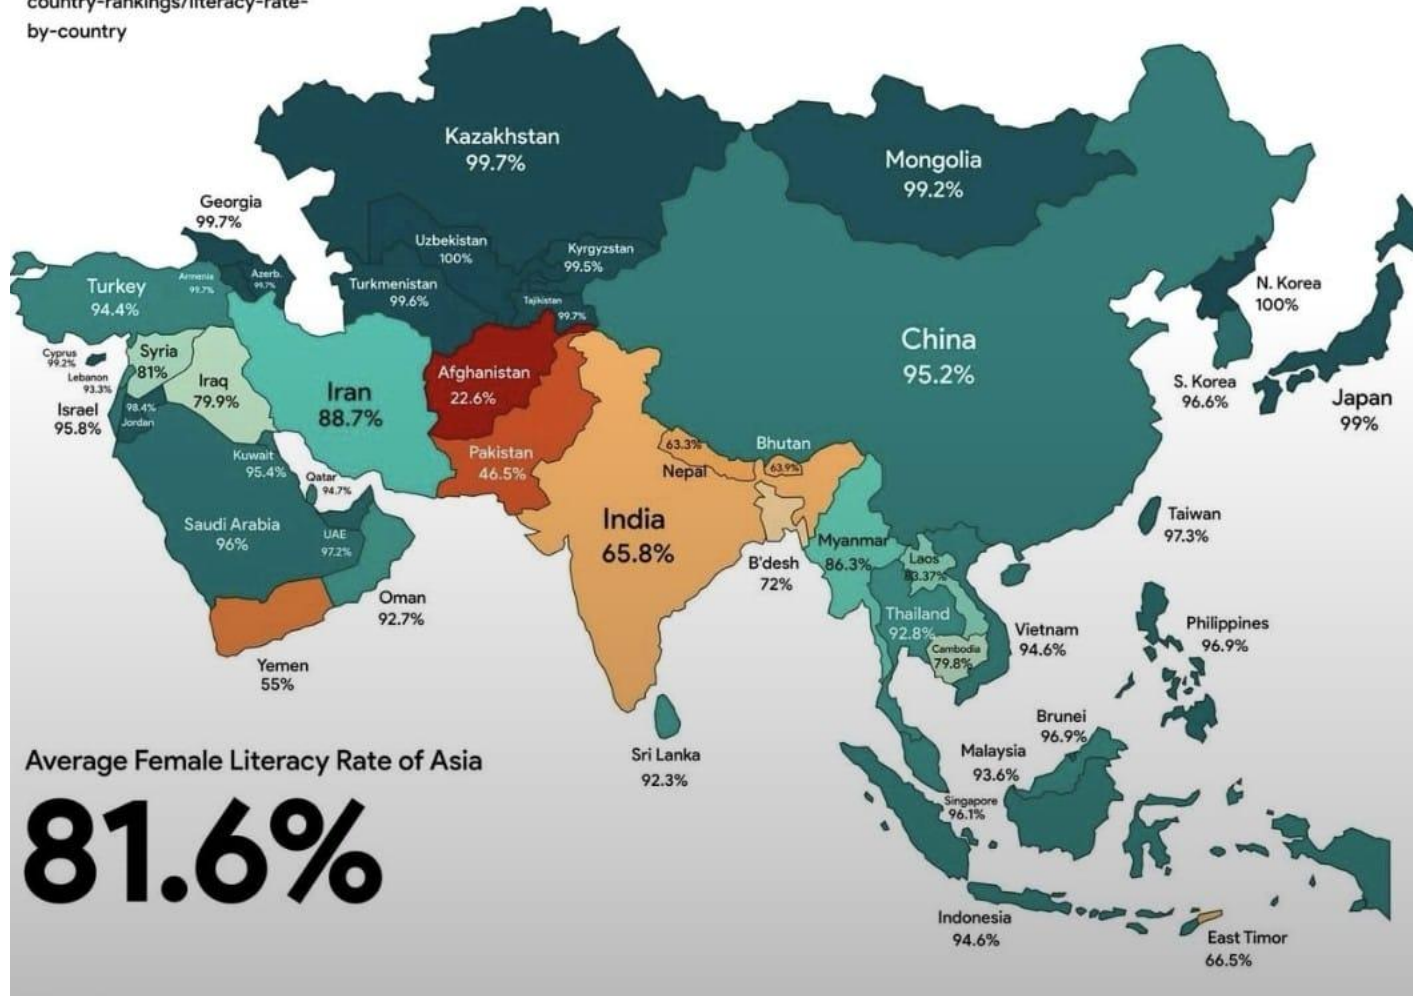 country-rankings/literacy-rate-
by-country
Kazakhstan
99.7%
Mongolia
99.2%
Georgia
99.7%
Uzbekistan
100%
Kyrgyzstan
99.5%
Turkey
94.4%
Armenia
99.7%
Azerb.
99.7%
Turkmenistan
99.6%
Tajikistan
99.7%
N. Korea
100%
China
95.2%
Cyprus
99.2%
Syria
81%
Lebanon
93.3%
Iraq
79.9%
Iran
88.7%
Afghanistan
22.6%
S. Korea
96.6%
Japan
99%
Israel
95.8%
98.4%
Jordan
Kuwait
95.4%
Qatar
94.7%
Pakistan
46.5%
63.3%
Nepal
Bhutan
63.9%
Saudi Arabia
96%
UAE
97.2%
India
65.8%
B'desh
72%
Myanmar
86.3%
Laos
83.37%
Taiwan
97.3%
Oman
92.7%
Thailand
92.8%
Cambodia
79.8%
Vietnam
94.6%
Philippines
96.9%
Yemen
55%
Sri Lanka
92.3%
Brunei
96.9%
Malaysia
93.6%
Singapore
96.1%
Average Female Literacy Rate of Asia
81.6%
Indonesia
94.6%
East Timor
66.5%